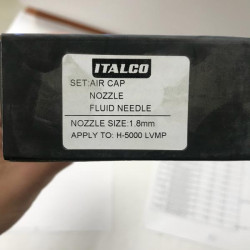 ITALCO
SET:AIR CAP
NOZZLE
FLUID NEEDLE
NOZZLE SIZE:1.8mm
APPLY TO: H-5000 LVMP